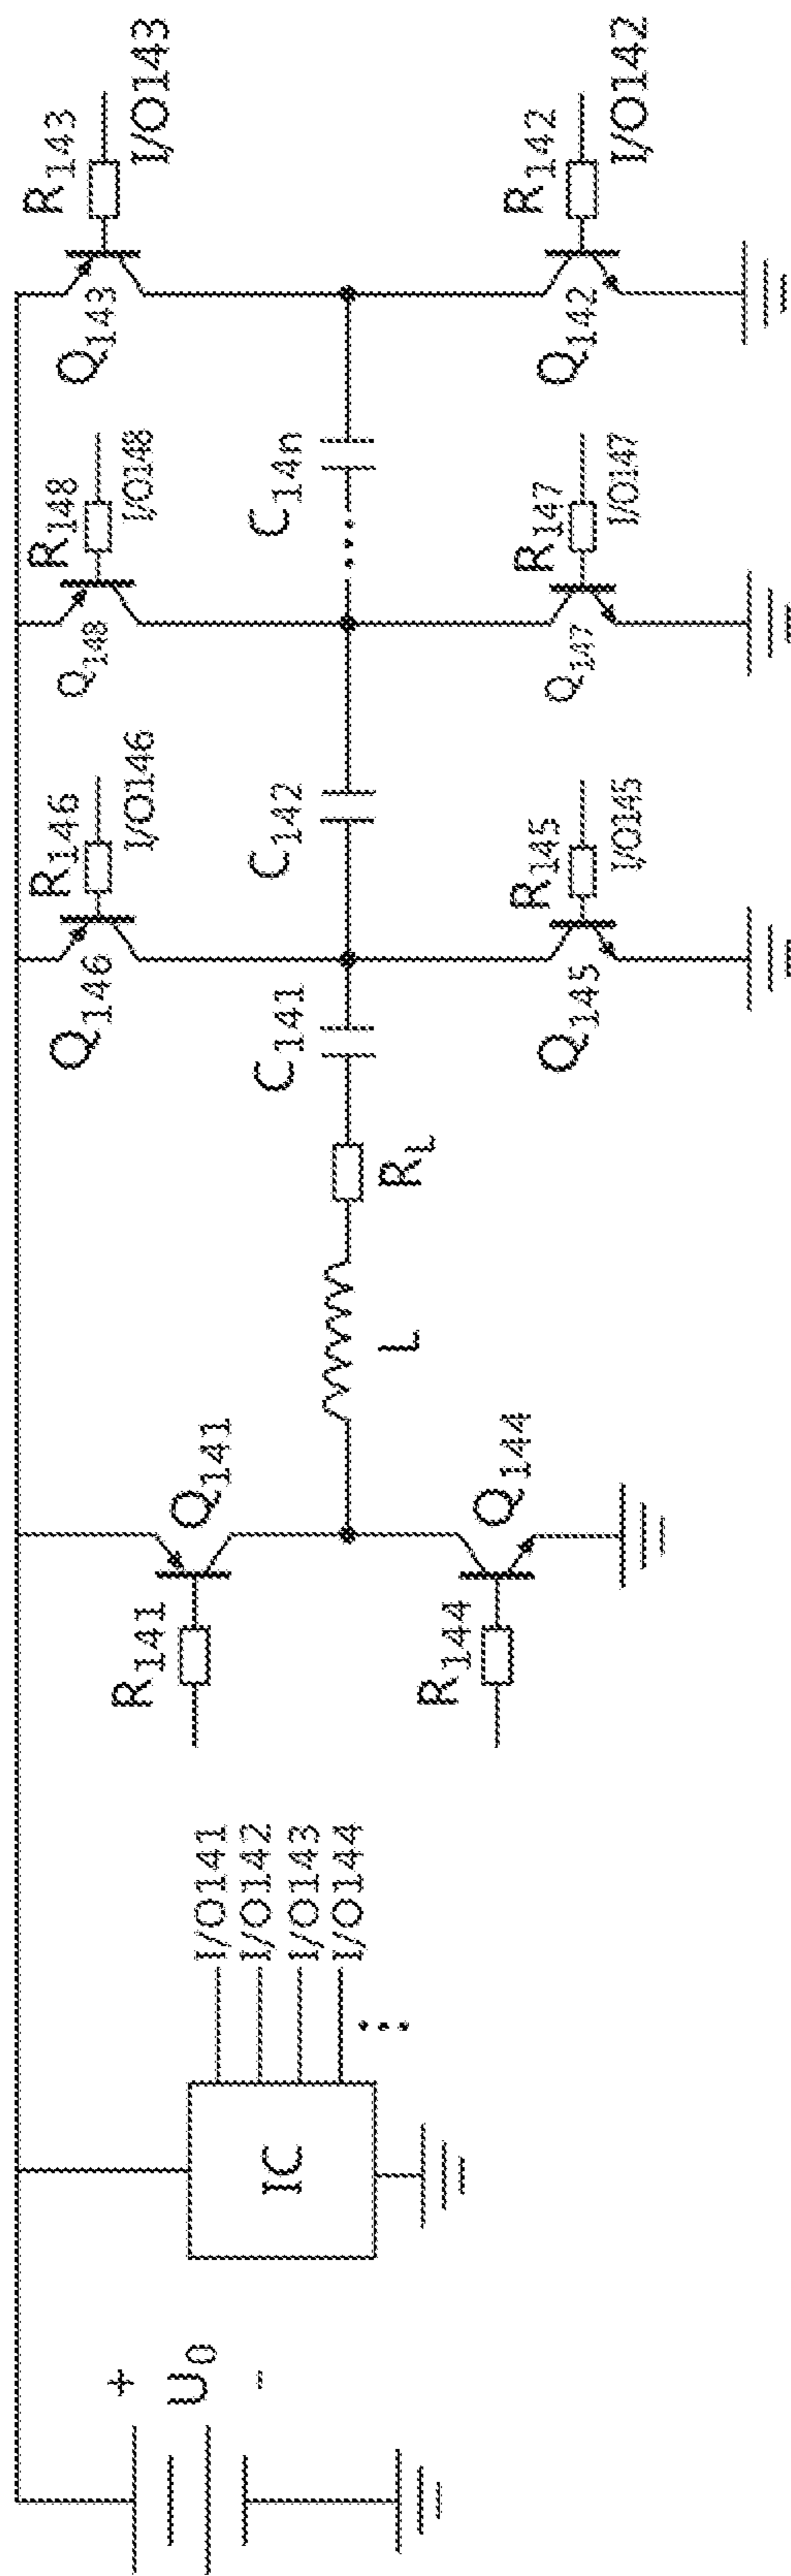 +
U0
-
IC
I/O141
I/O142
I/O143
I/O144
⋮
R141
Q141
R144
Q144
L
RL
C141
Q146
R146
I/O146
Q145
R145
I/O145
C142
Q148
R148
I/O148
Q147
R147
I/O147
...
C14n
Q143
R143
I/O143
Q142
R142
I/O142